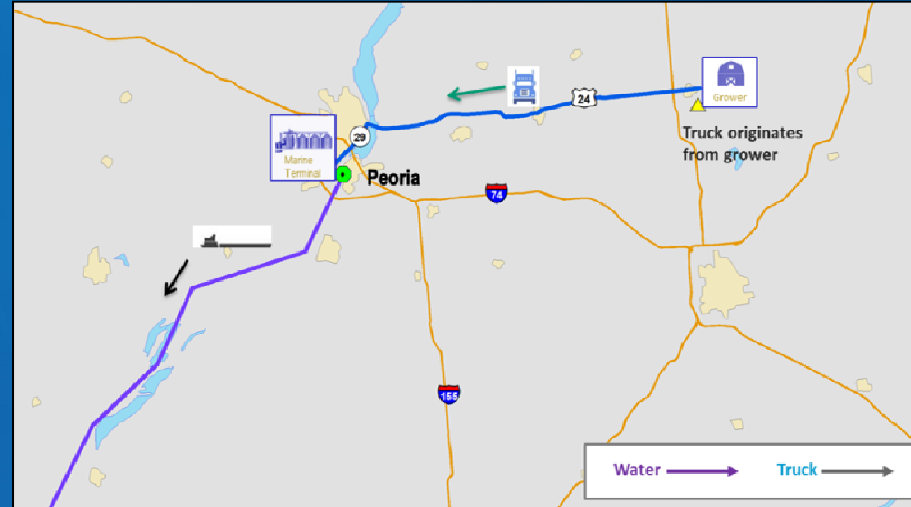 Grower
24
Truck originates
from grower
29
Marine
Terminal
Peoria
74
155
Water
Truck